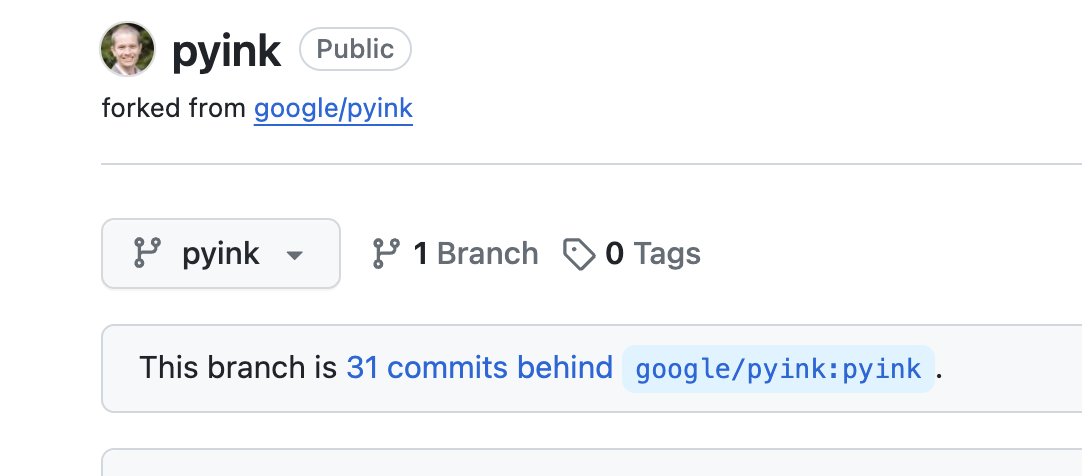 pyink Public
forked from google/pyink
pyink 1 Branch 0 Tags
This branch is 31 commits behind google/pyink:pyink.